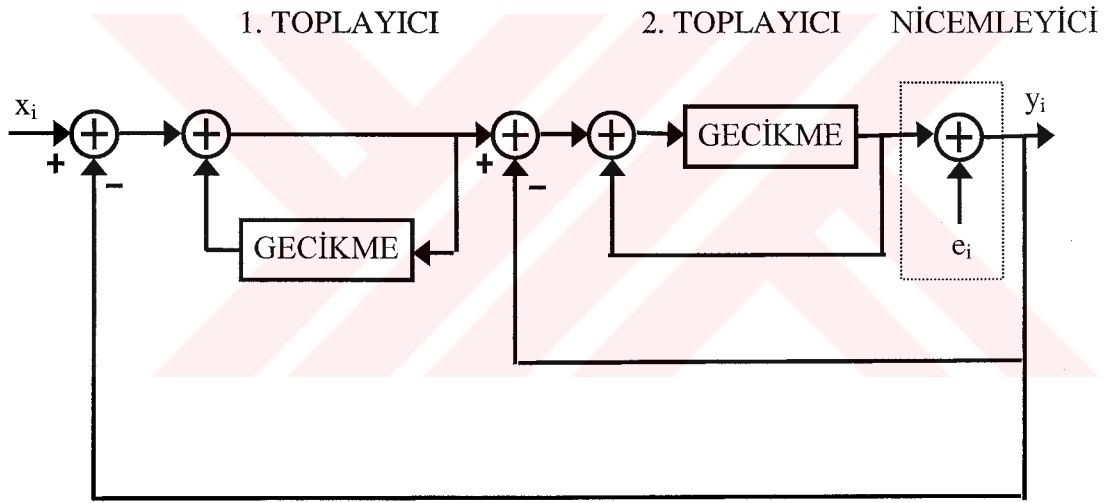 1. TOPLAYICI 2. TOPLAYICI NİCEMLEYİCİ
xᵢ yᵢ
+ + + + +
GECİKME
+ − + −
GECİKME
eᵢ